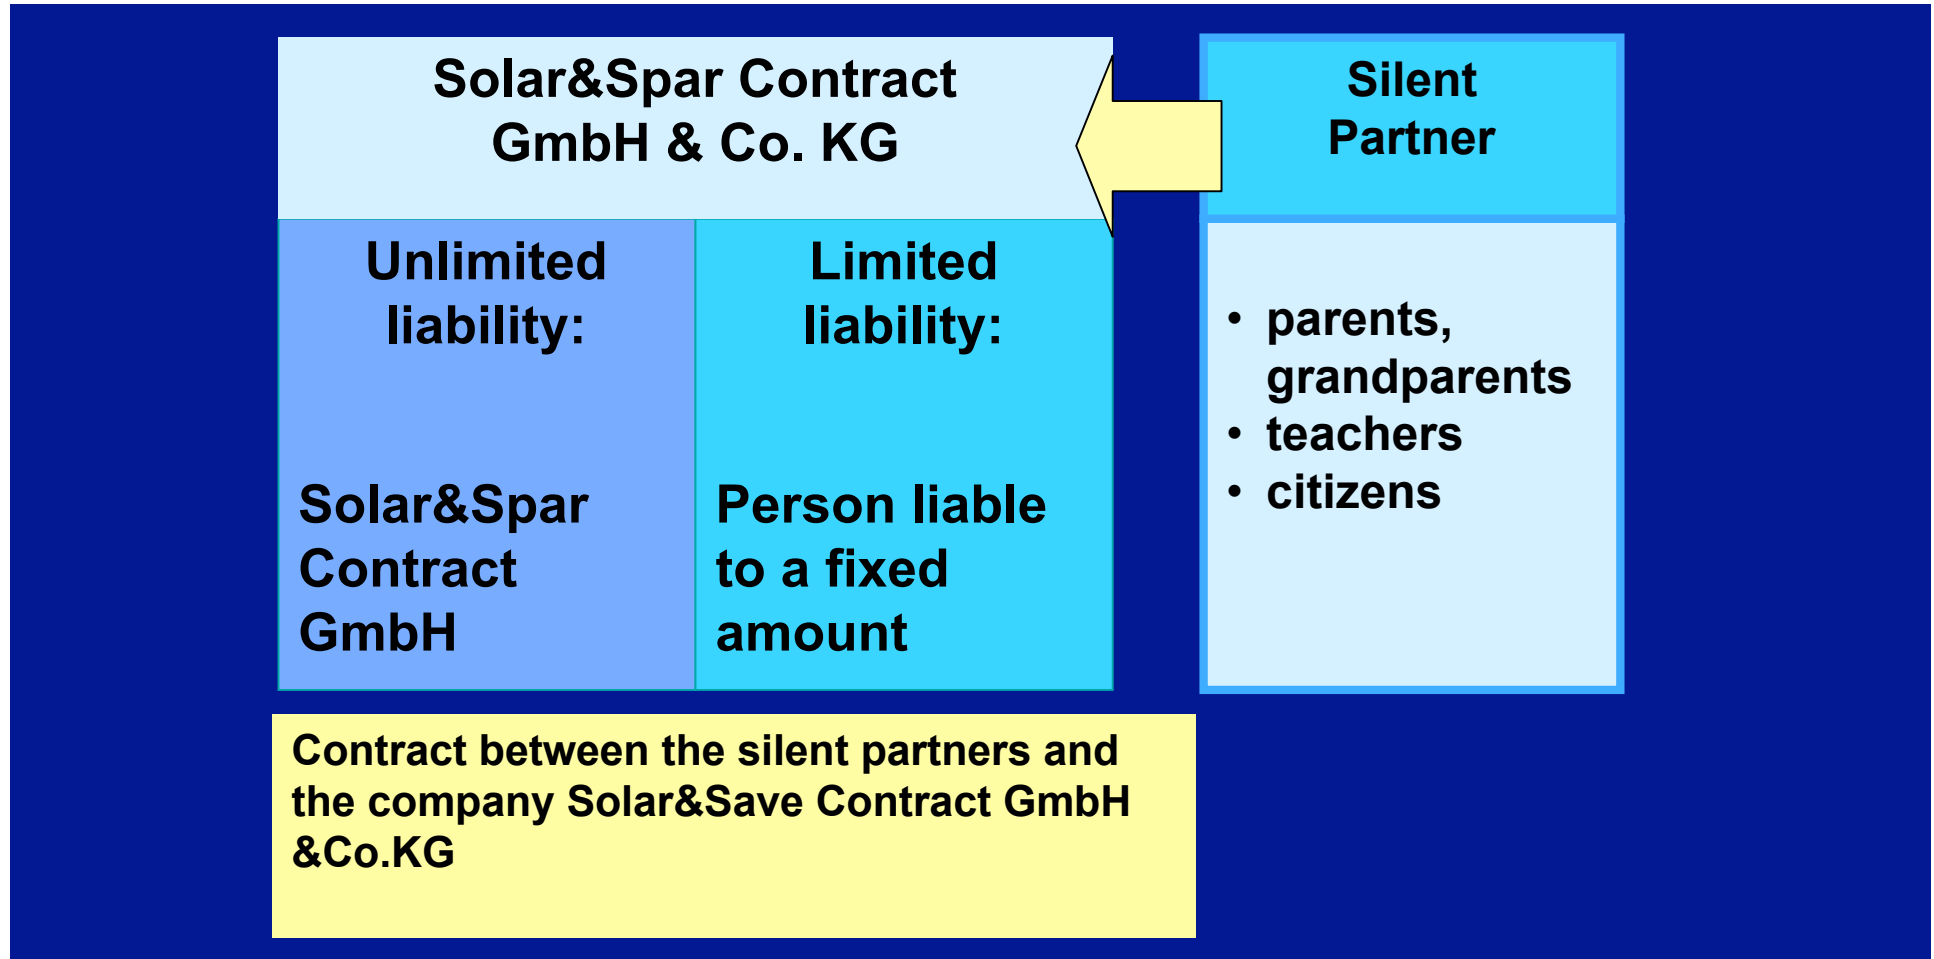 Solar&Spar Contract
GmbH & Co. KG
Silent
Partner
Unlimited
liability:
Solar&Spar
Contract
GmbH
Limited
liability:
Person liable
to a fixed
amount
• parents,
grandparents
• teachers
• citizens
Contract between the silent partners and
the company Solar&Save Contract GmbH
&Co.KG